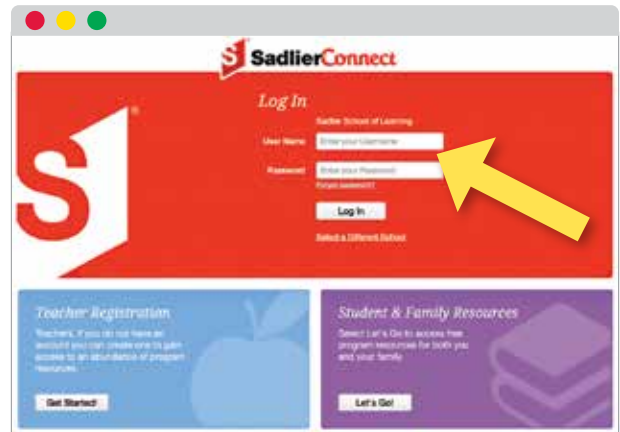 SadlierConnect
Log In
Sadlier School of Learning
User Name
Enter your Username
Password
Enter your Password
Forgot password?
Log In
Select a Different School
Teacher Registration
Teachers, if you do not have an
account you can create one to gain
access to an abundance of program
resources.
Get Started!
Student & Family Resources
Select Let's Go to access free
program resources for both you
and your family.
Let's Go!